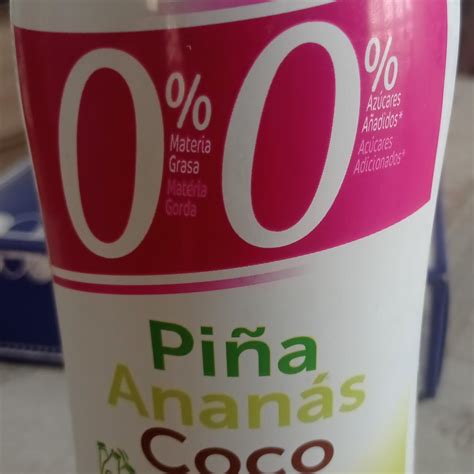 0% Materia
Grasa
Matéria
Gorda
0% Azúcares
Añadidos*
Açúcares
Adicionados*
Piña
Ananás
Coco